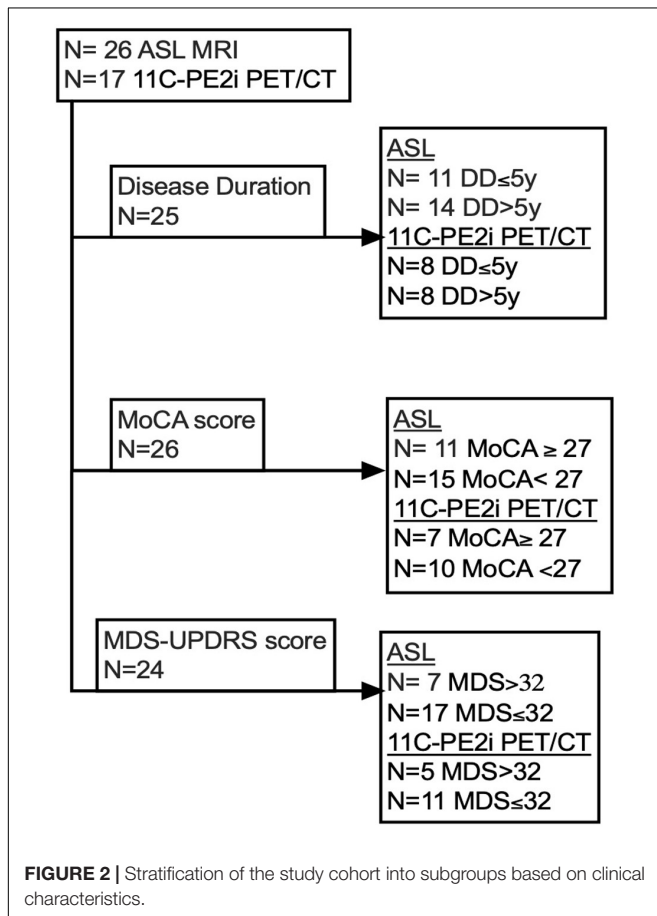 N= 26 ASL MRI
N=17 11C-PE2i PET/CT
Disease Duration
N=25
ASL
N= 11 DD≤5y
N= 14 DD>5y
11C-PE2i PET/CT
N=8 DD≤5y
N=8 DD>5y
MoCA score
N=26
ASL
N= 11 MoCA ≥ 27
N=15 MoCA< 27
11C-PE2i PET/CT
N=7 MoCA≥ 27
N=10 MoCA <27
MDS-UPDRS score
N=24
ASL
N= 7 MDS>32
N=17 MDS≤32
11C-PE2i PET/CT
N=5 MDS>32
N=11 MDS≤32
FIGURE 2 | Stratification of the study cohort into subgroups based on clinical
characteristics.